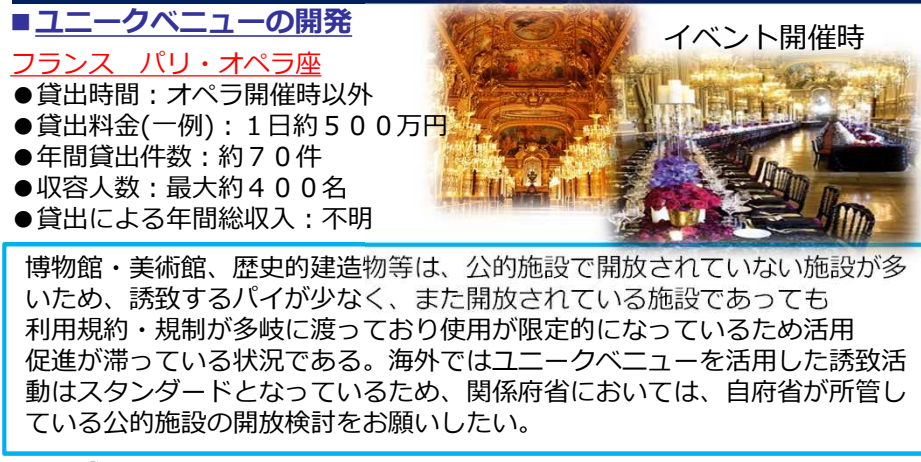 ■ユニークベニューの開発
イベント開催時
フランス　パリ・オペラ座
●貸出時間：オペラ開催時以外
●貸出料金(一例)：１日約５００万円
●年間貸出件数：約７０件
●収容人数：最大約４００名
●貸出による年間総収入：不明
博物館・美術館、歴史的建造物等は、公的施設で開放されていない施設が多
いため、誘致するパイが少なく、また開放されている施設であっても
利用規約・規制が多岐に渡っており使用が限定的になっているため活用
促進が滞っている状況である。海外ではユニークベニューを活用した誘致活
動はスタンダードとなっているため、関係府省においては、自府省が所管し
ている公的施設の開放検討をお願いしたい。